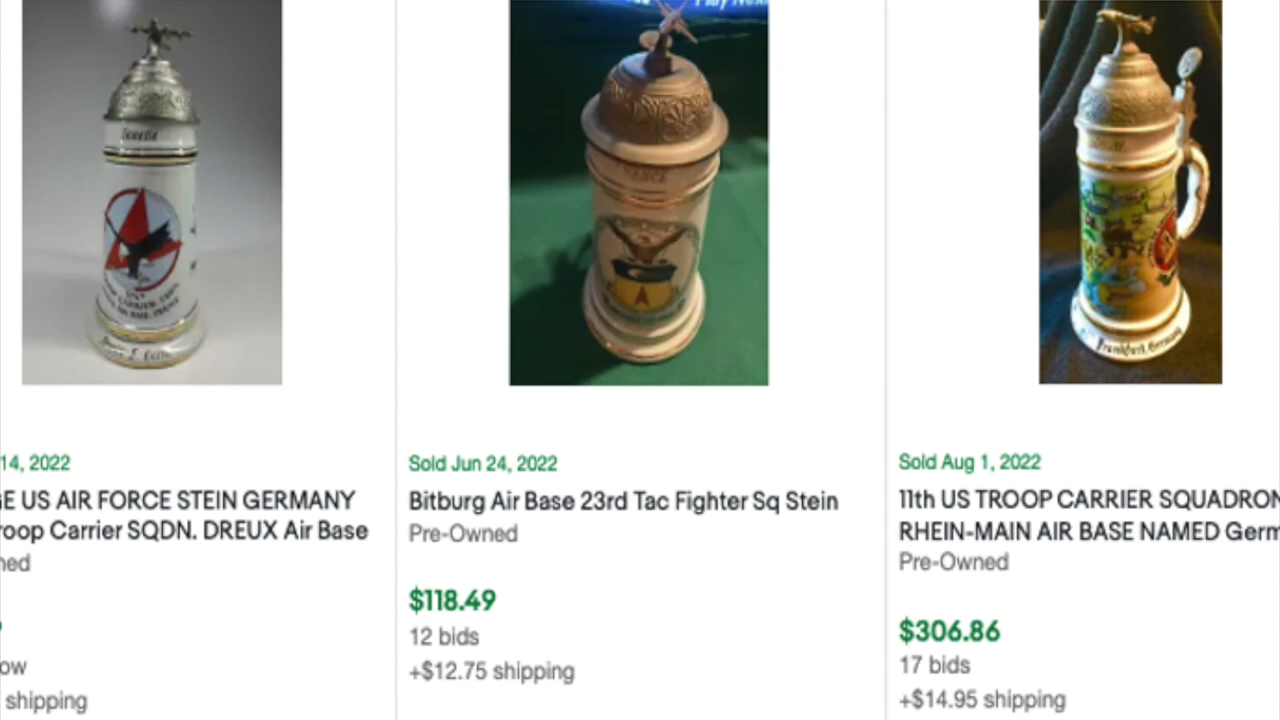 Play Next
Frankfurt Germany
14, 2022
GE US AIR FORCE STEIN GERMANY
roop Carrier SQDN. DREUX Air Base
ned
ow
shipping
Sold Jun 24, 2022
Bitburg Air Base 23rd Tac Fighter Sq Stein
Pre-Owned
$118.49
12 bids
+$12.75 shipping
Sold Aug 1, 2022
11th US TROOP CARRIER SQUADRON
RHEIN-MAIN AIR BASE NAMED Germ
Pre-Owned
$306.86
17 bids
+$14.95 shipping